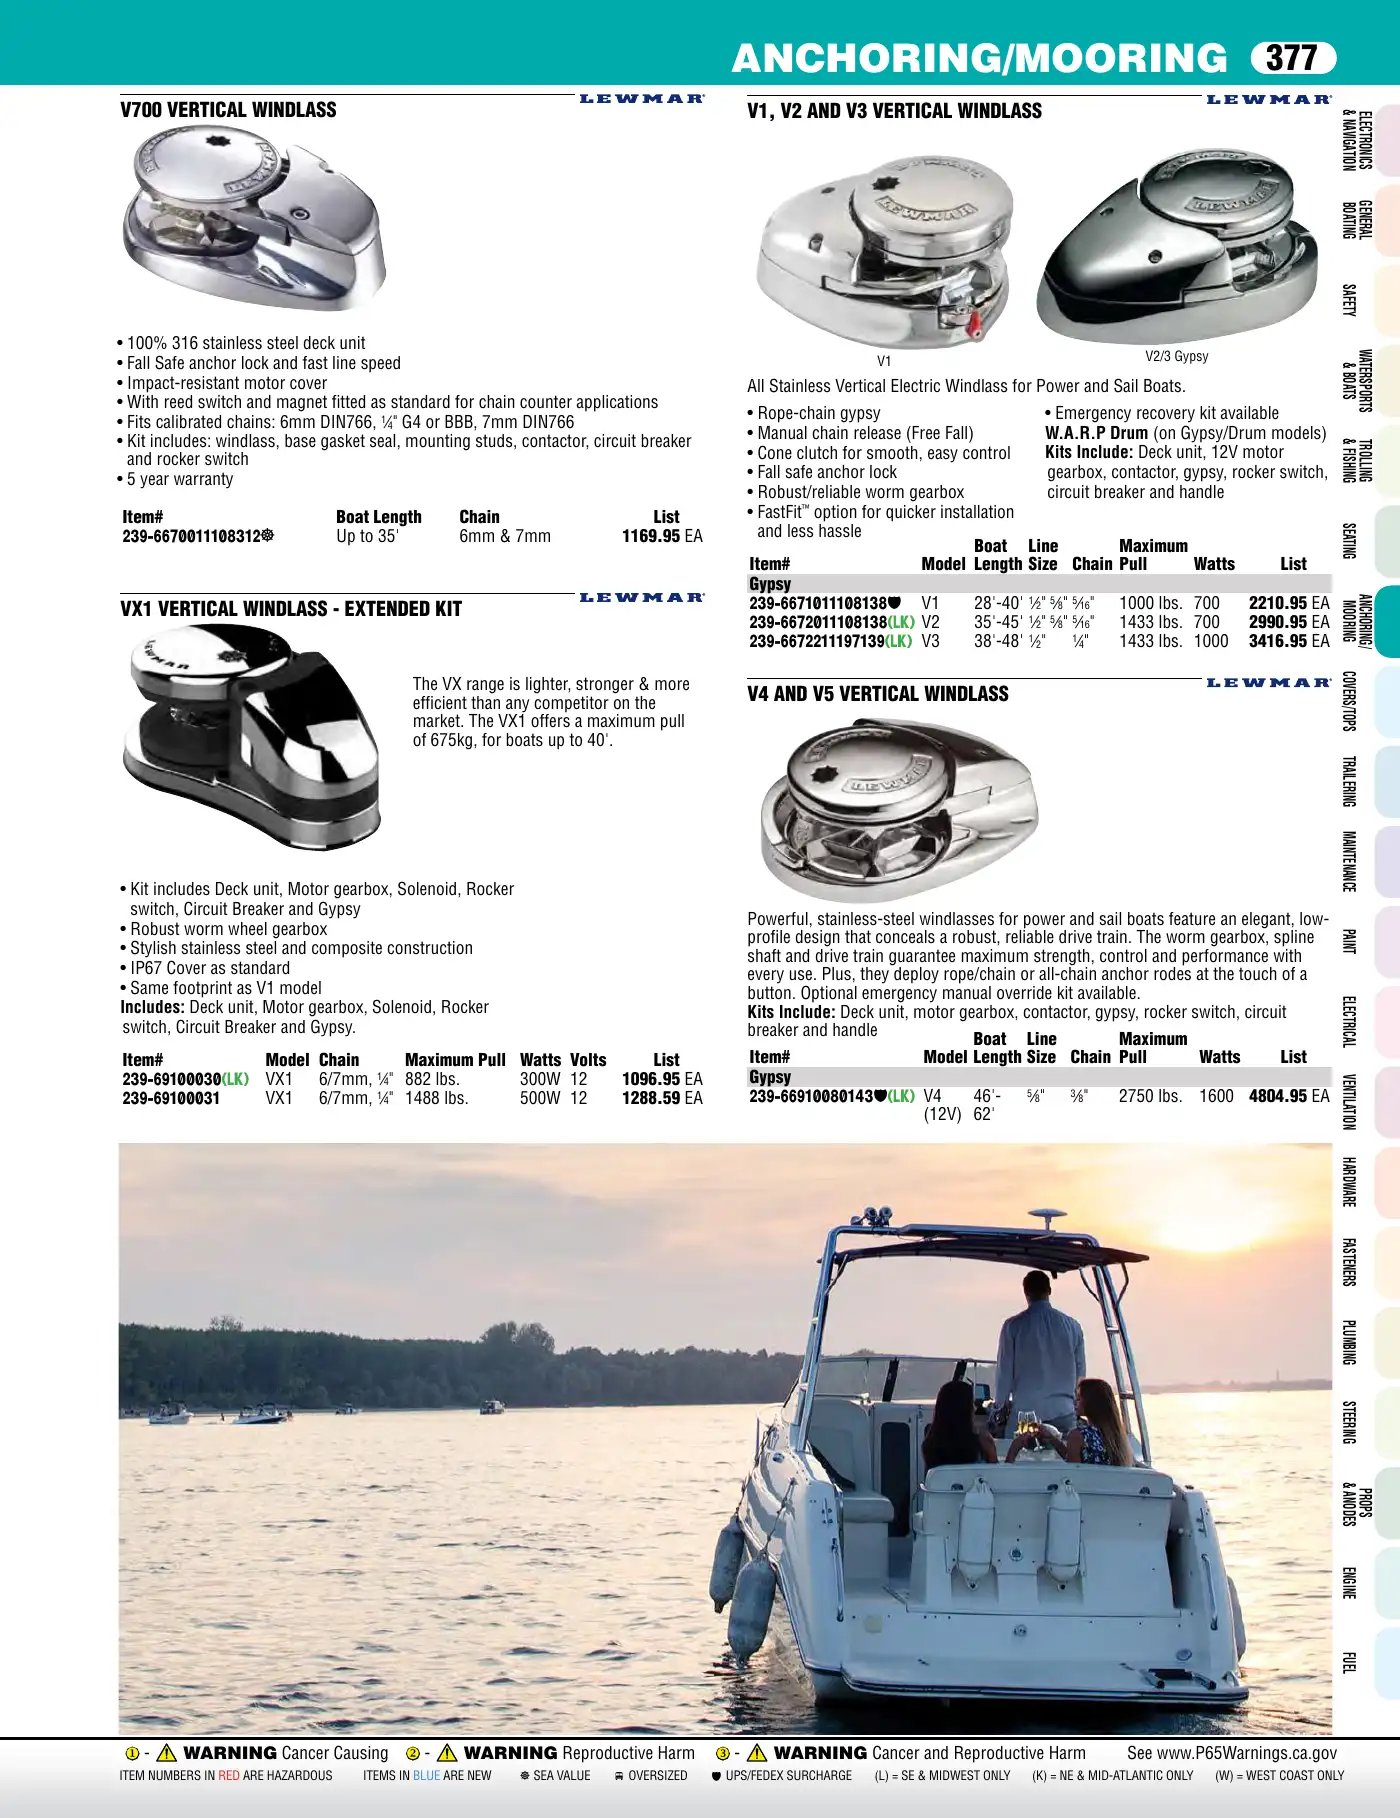 ANCHORING/MOORING 377
V700 VERTICAL WINDLASS
LEWMAR®
LEWMAR
• 100% 316 stainless steel deck unit
• Fall Safe anchor lock and fast line speed
• Impact-resistant motor cover
• With reed switch and magnet fitted as standard for chain counter applications
• Fits calibrated chains: 6mm DIN766, ¼" G4 or BBB, 7mm DIN766
• Kit includes: windlass, base gasket seal, mounting studs, contactor, circuit breaker
and rocker switch
• 5 year warranty
Item# Boat Length Chain List
239-6670011108312 Up to 35' 6mm & 7mm 1169.95 EA
VX1 VERTICAL WINDLASS - EXTENDED KIT
LEWMAR®
LEWMAR
The VX range is lighter, stronger & more
efficient than any competitor on the
market. The VX1 offers a maximum pull
of 675kg, for boats up to 40'.
• Kit includes Deck unit, Motor gearbox, Solenoid, Rocker
switch, Circuit Breaker and Gypsy
• Robust worm wheel gearbox
• Stylish stainless steel and composite construction
• IP67 Cover as standard
• Same footprint as V1 model
Includes: Deck unit, Motor gearbox, Solenoid, Rocker
switch, Circuit Breaker and Gypsy.
Item# Model Chain Maximum Pull Watts Volts List
239-69100030(LK) VX1 6/7mm, ¼" 882 lbs. 300W 12 1096.95 EA
239-69100031 VX1 6/7mm, ¼" 1488 lbs. 500W 12 1288.59 EA
V1, V2 AND V3 VERTICAL WINDLASS
LEWMAR®
LEWMAR
LEWMAR
V1
V2/3 Gypsy
All Stainless Vertical Electric Windlass for Power and Sail Boats.
• Rope-chain gypsy
• Manual chain release (Free Fall)
• Cone clutch for smooth, easy control
• Fall safe anchor lock
• Robust/reliable worm gearbox
• FastFit™ option for quicker installation
and less hassle
• Emergency recovery kit available
W.A.R.P Drum (on Gypsy/Drum models)
Kits Include: Deck unit, 12V motor
gearbox, contactor, gypsy, rocker switch,
circuit breaker and handle
Boat Line Maximum
Item# Model Length Size Chain Pull Watts List
Gypsy
239-6671011108138 V1 28'-40' ½" ⅝" 5⁄16" 1000 lbs. 700 2210.95 EA
239-6672011108138(LK) V2 35'-45' ½" ⅝" 5⁄16" 1433 lbs. 700 2990.95 EA
239-6672211197139(LK) V3 38'-48' ½" ¼" 1433 lbs. 1000 3416.95 EA
V4 AND V5 VERTICAL WINDLASS
LEWMAR®
LEWMAR
Powerful, stainless-steel windlasses for power and sail boats feature an elegant, low-
profile design that conceals a robust, reliable drive train. The worm gearbox, spline
shaft and drive train guarantee maximum strength, control and performance with
every use. Plus, they deploy rope/chain or all-chain anchor rodes at the touch of a
button. Optional emergency manual override kit available.
Kits Include: Deck unit, motor gearbox, contactor, gypsy, rocker switch, circuit
breaker and handle
Boat Line Maximum
Item# Model Length Size Chain Pull Watts List
Gypsy
239-66910080143(LK) V4 46'- ⅝" ⅜" 2750 lbs. 1600 4804.95 EA
(12V) 62'
ELECTRONICS
& NAVIGATION
GENERAL
BOATING
SAFETY
WATERSPORTS
& BOATS
TROLLING
& FISHING
SEATING
ANCHORING/
MOORING
COVERS/TOPS
TRAILERING
MAINTENANCE
PAINT
ELECTRICAL
VENTILATION
HARDWARE
FASTENERS
PLUMBING
STEERING
PROPS
& ANODES
ENGINE
FUEL
1 - WARNING Cancer Causing 2 - WARNING Reproductive Harm 3 - WARNING Cancer and Reproductive Harm See www.P65Warnings.ca.gov
ITEM NUMBERS IN RED ARE HAZARDOUS ITEMS IN BLUE ARE NEW SEA VALUE OVERSIZED UPS/FEDEX SURCHARGE (L) = SE & MIDWEST ONLY (K) = NE & MID-ATLANTIC ONLY (W) = WEST COAST ONLY